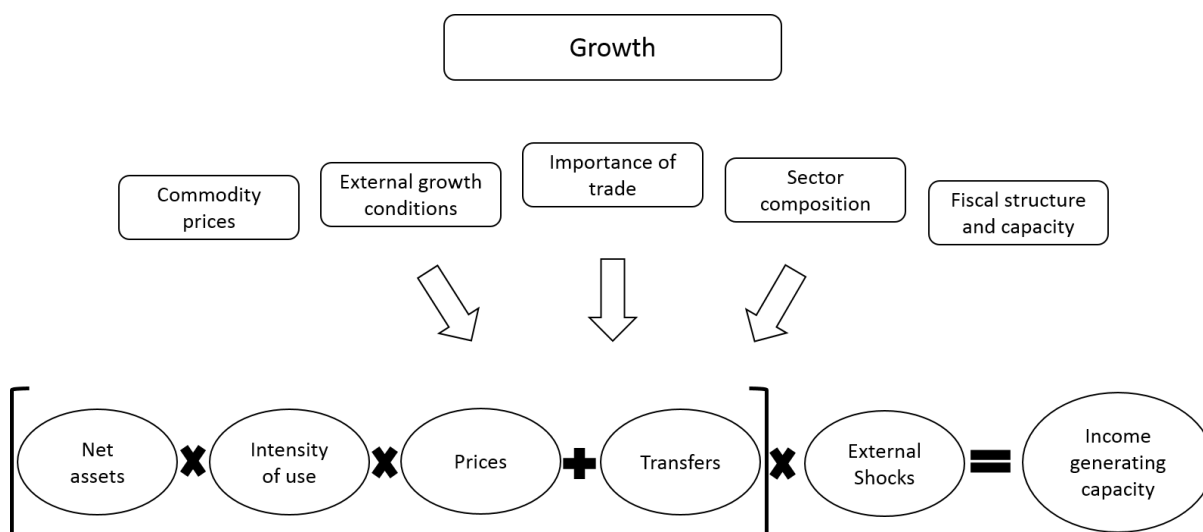 Growth
Commodity
prices
External growth
conditions
Importance of
trade
Sector
composition
Fiscal structure
and capacity
Net
assets
Intensity
of use
Prices
Transfers
External
Shocks
Income
generating
capacity